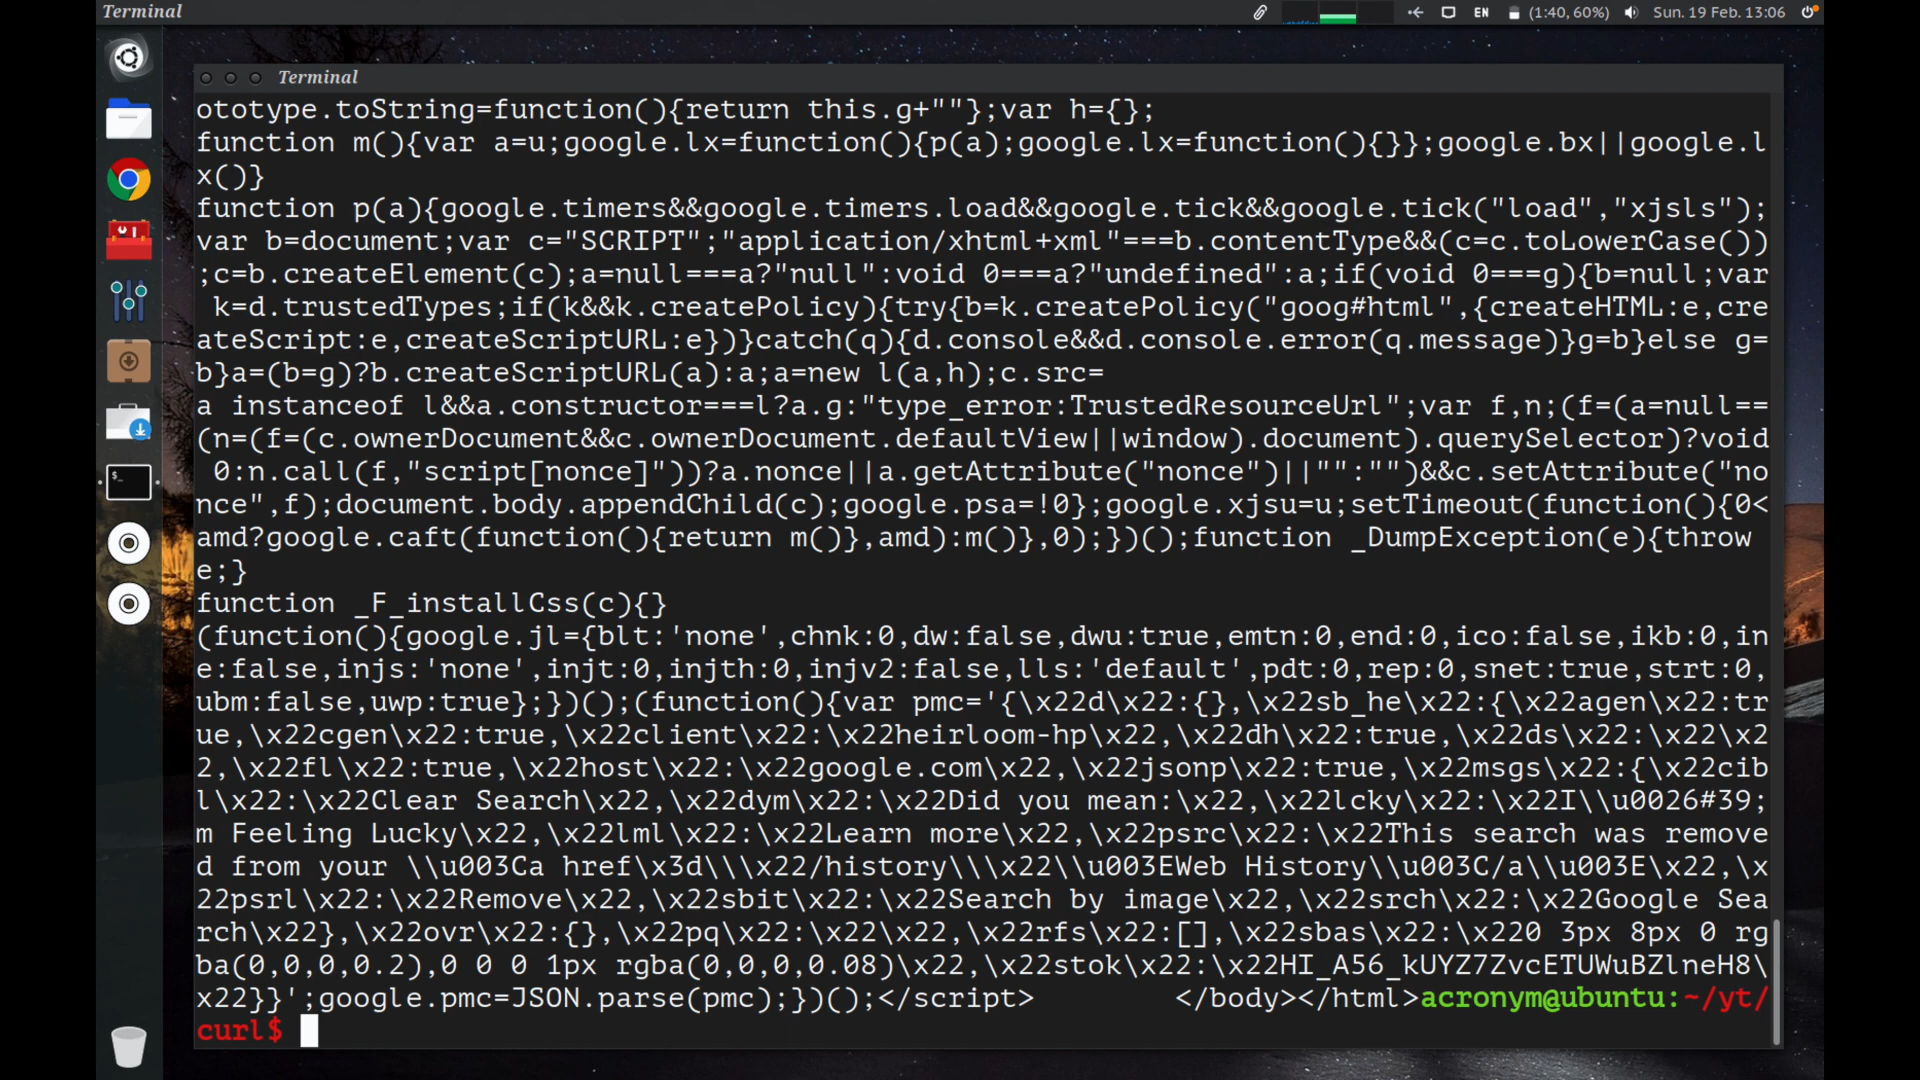 Terminal
EN
(1:40, 60%)
Sun. 19 Feb. 13:06
Terminal
ototype.toString=function(){return this.g+""};var h={};
function m(){var a=u;google.lx=function(){p(a);google.lx=function(){}};google.bx||google.l
x()}
function p(a){google.timers&&google.timers.load&&google.tick&&google.tick("load","xjsls");
var b=document;var c="SCRIPT";"application/xhtml+xml"===b.contentType&&(c=c.toLowerCase())
;c=b.createElement(c);a=null===a?"null":void 0===a?"undefined":a;if(void 0===g){b=null;var
 k=d.trustedTypes;if(k&&k.createPolicy){try{b=k.createPolicy("goog#html",{createHTML:e,cre
ateScript:e,createScriptURL:e})}catch(q){d.console&&d.console.error(q.message)}g=b}else g=
b}a=(b=g)?b.createScriptURL(a):a;a=new l(a,h);c.src=
a instanceof l&&a.constructor===l?a.g:"type_error:TrustedResourceUrl";var f,n;(f=(a=null==
(n=(f=(c.ownerDocument&&c.ownerDocument.defaultView||window).document).querySelector)?void
 0:n.call(f,"script[nonce]"))?a.nonce||a.getAttribute("nonce")||"":"")&&c.setAttribute("no
nce",f);document.body.appendChild(c);google.psa=!0};google.xjsu=u;setTimeout(function(){0<
amd?google.caft(function(){return m()},amd):m()},0);})();function _DumpException(e){throw 
e;}
function _F_installCss(c){}
(function(){google.jl={blt:'none',chnk:0,dw:false,dwu:true,emtn:0,end:0,ico:false,ikb:0,in
e:false,injs:'none',injt:0,injth:0,injv2:false,lls:'default',pdt:0,rep:0,snet:true,strt:0,
ubm:false,uwp:true};})();(function(){var pmc='{\x22d\x22:{},\x22sb_he\x22:{\x22agen\x22:tr
ue,\x22cgen\x22:true,\x22client\x22:\x22heirloom-hp\x22,\x22dh\x22:true,\x22ds\x22:\x22\x2
2,\x22fl\x22:true,\x22host\x22:\x22google.com\x22,\x22jsonp\x22:true,\x22msgs\x22:{\x22cib
l\x22:\x22Clear Search\x22,\x22dym\x22:\x22Did you mean:\x22,\x22lcky\x22:\x22I\\u0026#39;
m Feeling Lucky\x22,\x22lml\x22:\x22Learn more\x22,\x22psrc\x22:\x22This search was remove
d from your \\u003Ca href\x3d\\\x22/history\\\x22\\u003EWeb History\\u003C/a\\u003E\x22,\x
22psrl\x22:\x22Remove\x22,\x22sbit\x22:\x22Search by image\x22,\x22srch\x22:\x22Google Sea
rch\x22},\x22ovr\x22:{},\x22pq\x22:\x22\x22,\x22rfs\x22:[],\x22sbas\x22:\x220 3px 8px 0 rg
ba(0,0,0,0.2),0 0 0 1px rgba(0,0,0,0.08)\x22,\x22stok\x22:\x22HI_A56_kUYZ7ZvcETUWuBZlneH8\
x22}}';google.pmc=JSON.parse(pmc);})();</script>        </body></html>acronym@ubuntu:~/yt/
curl$